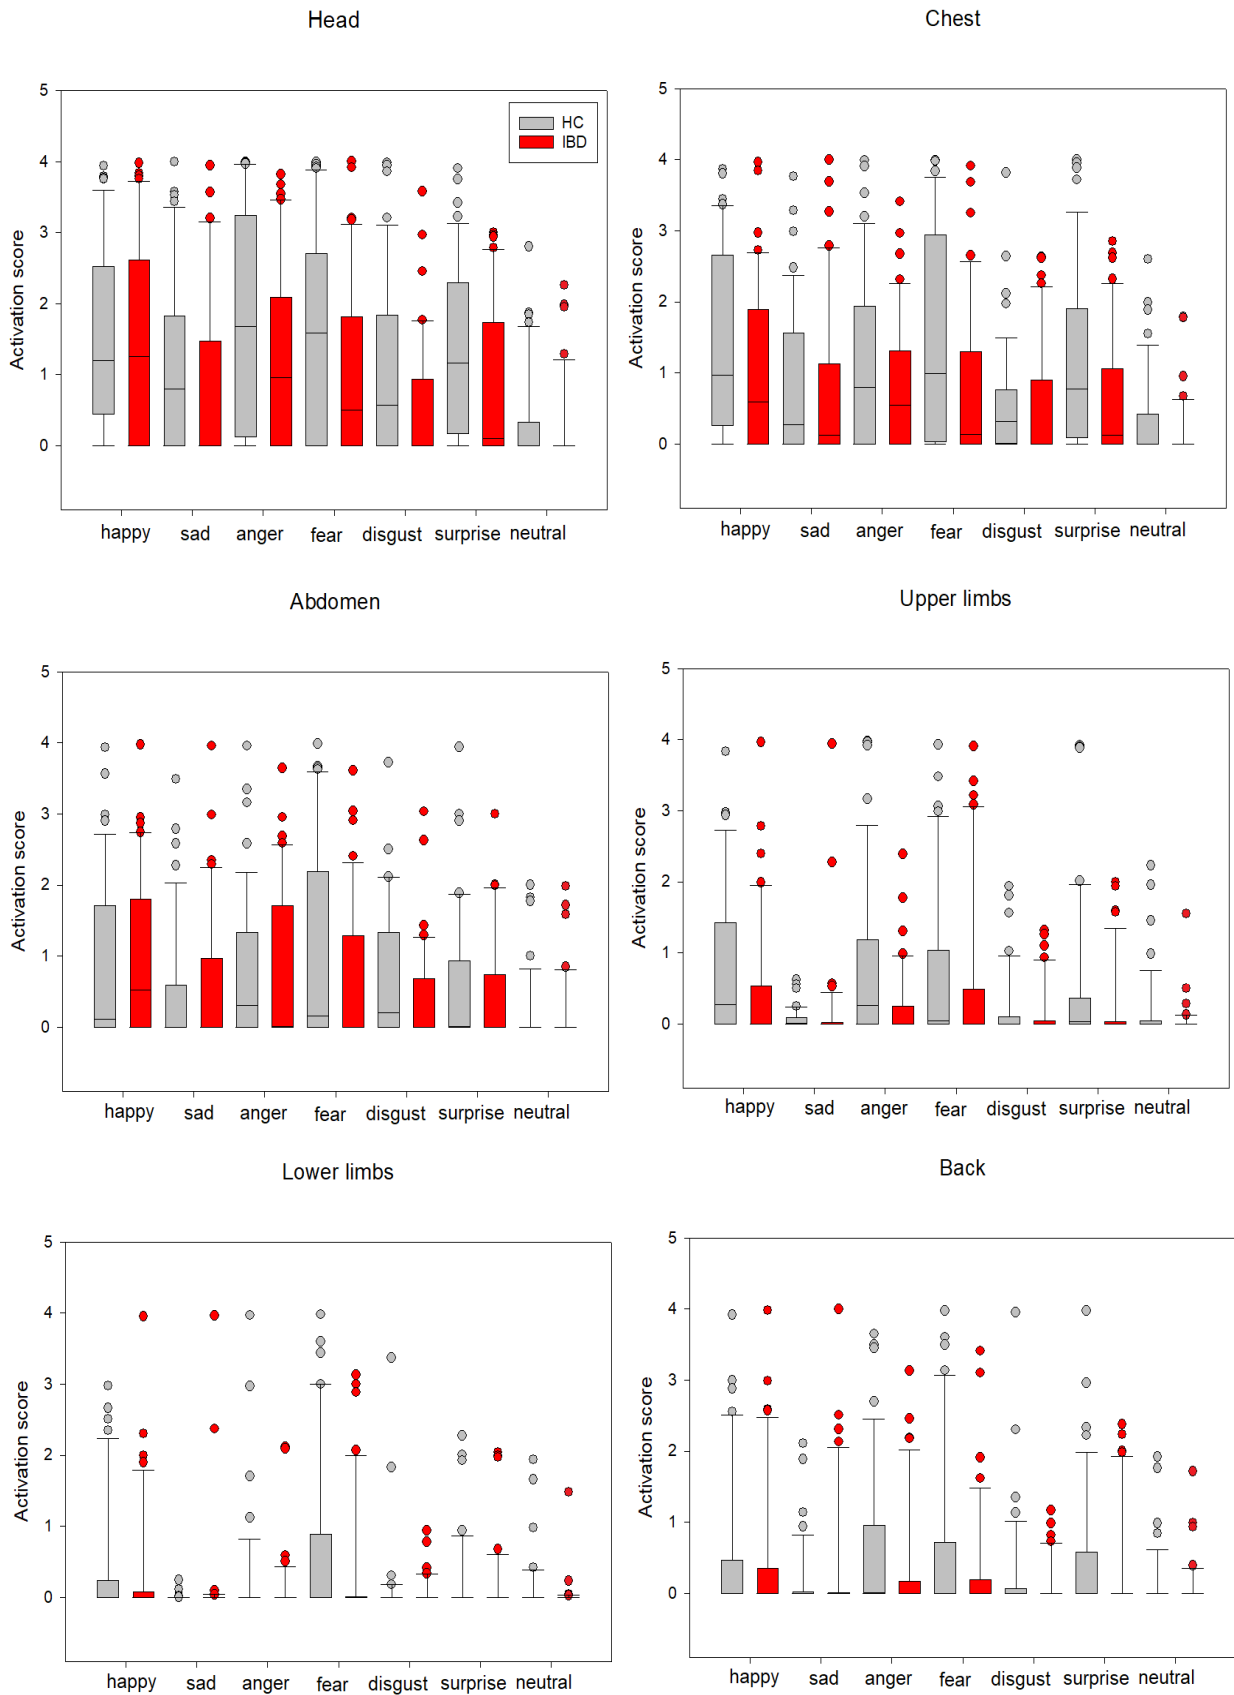 Head
Chest
5
4
3
2
1
0
Activation score
HC
IBD
happy sad anger fear disgust surprise neutral
5
4
3
2
1
0
Activation score
happy sad anger fear disgust surprise neutral
Abdomen
Upper limbs
5
4
3
2
1
0
Activation score
happy sad anger fear disgust surprise neutral
5
4
3
2
1
0
Activation score
happy sad anger fear disgust surprise neutral
Lower limbs
Back
5
4
3
2
1
0
Activation score
happy sad anger fear disgust surprise neutral
5
4
3
2
1
0
Activation score
happy sad anger fear disgust surprise neutral